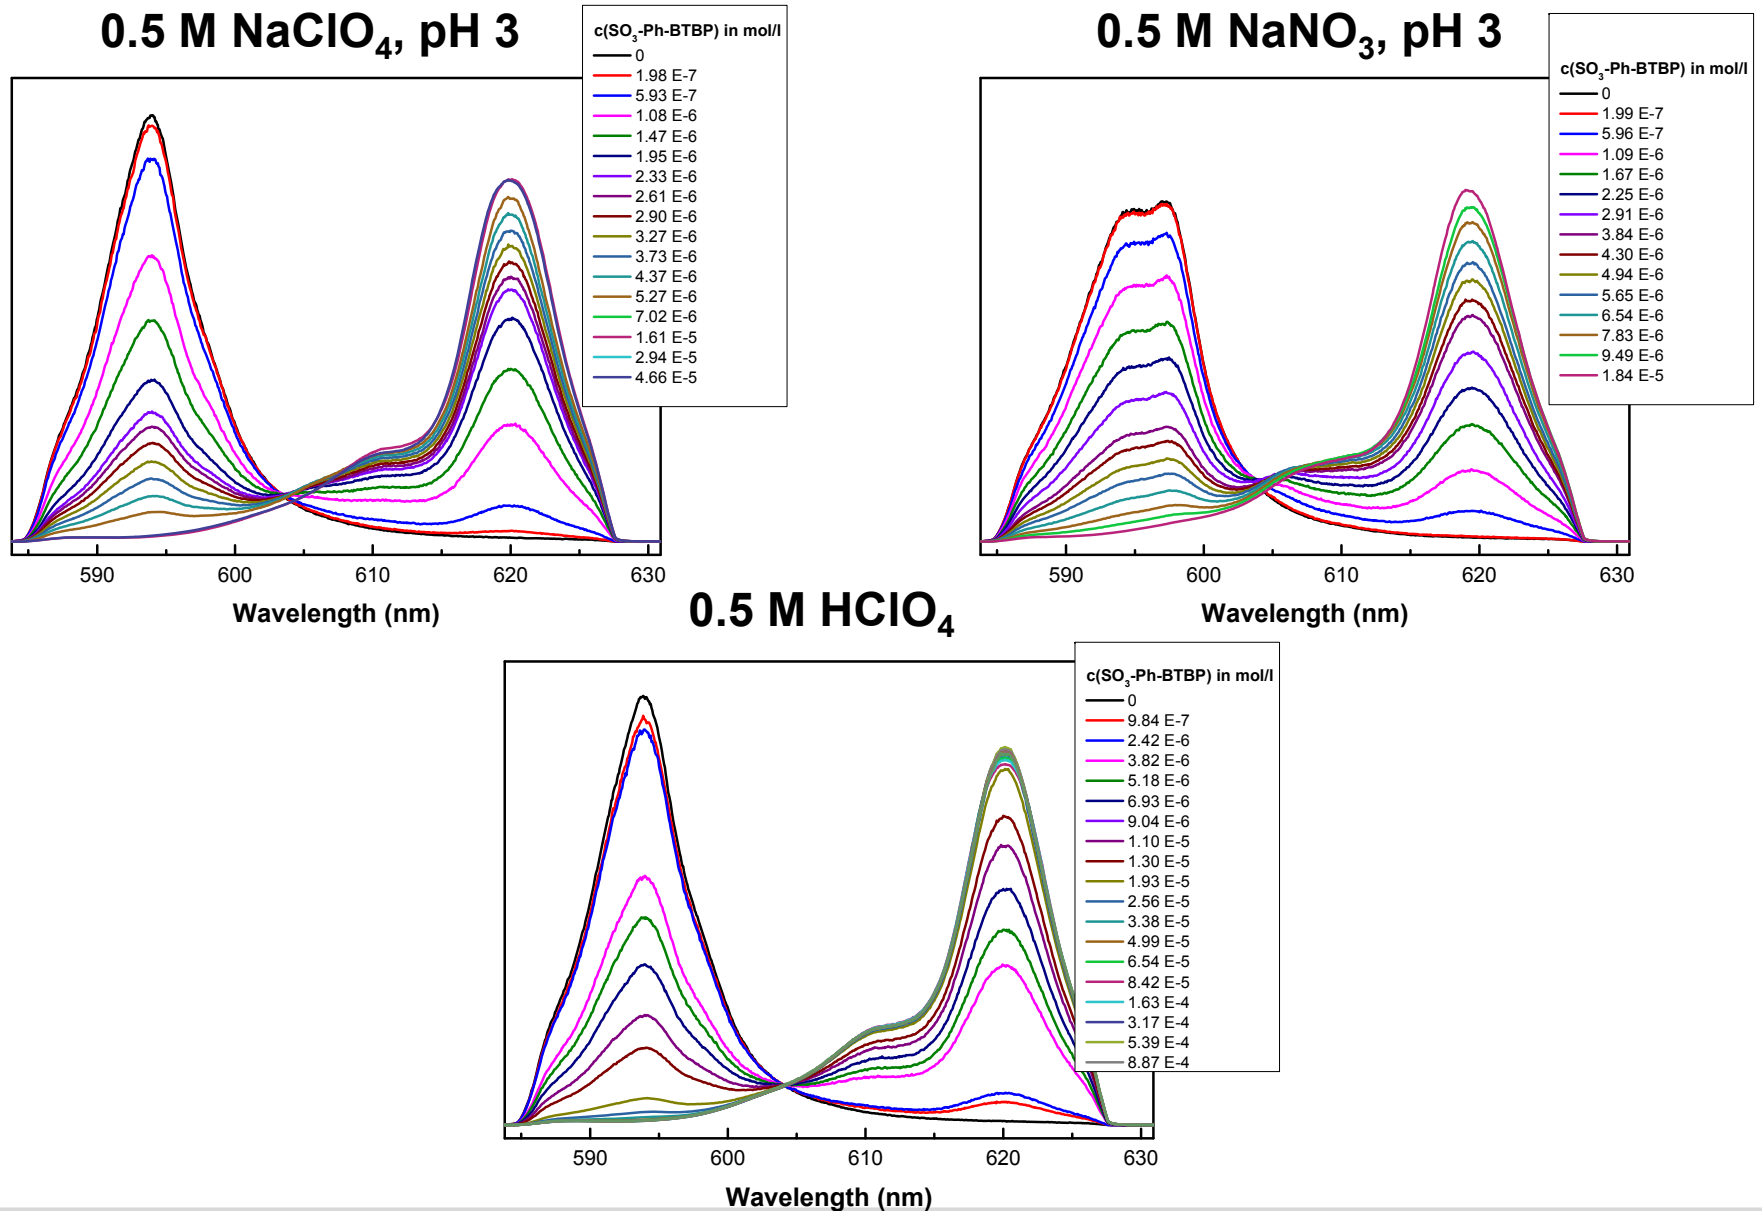 0.5 M NaClO₄, pH 3
c(SO₃-Ph-BTBP) in mol/l
0
1.98 E-7
5.93 E-7
1.08 E-6
1.47 E-6
1.95 E-6
2.33 E-6
2.61 E-6
2.90 E-6
3.27 E-6
3.73 E-6
4.37 E-6
5.27 E-6
7.02 E-6
1.61 E-5
2.94 E-5
4.66 E-5
590 600 610 620 630
Wavelength (nm)
0.5 M NaNO₃, pH 3
c(SO₃-Ph-BTBP) in mol/l
0
1.99 E-7
5.96 E-7
1.09 E-6
1.67 E-6
2.25 E-6
2.91 E-6
3.84 E-6
4.30 E-6
4.94 E-6
5.65 E-6
6.54 E-6
7.83 E-6
9.49 E-6
1.84 E-5
590 600 610 620 630
Wavelength (nm)
0.5 M HClO₄
c(SO₃-Ph-BTBP) in mol/l
0
9.84 E-7
2.42 E-6
3.82 E-6
5.18 E-6
6.93 E-6
9.04 E-6
1.10 E-5
1.30 E-5
1.93 E-5
2.56 E-5
3.38 E-5
4.99 E-5
6.54 E-5
8.42 E-5
1.63 E-4
3.17 E-4
5.39 E-4
8.87 E-4
590 600 610 620 630
Wavelength (nm)